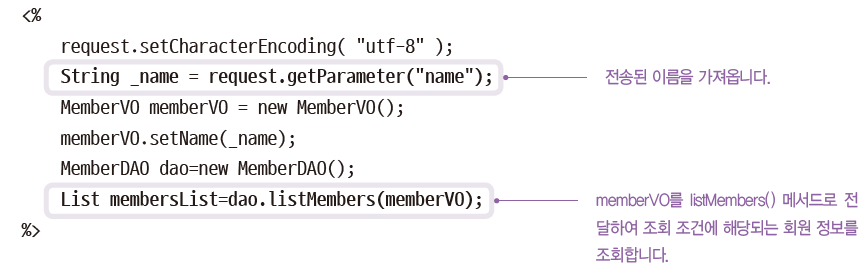 <%
request.setCharacterEncoding( "utf-8" );
String _name = request.getParameter("name");
전송된 이름을 가져옵니다.
MemberVO memberVO = new MemberVO();
memberVO.setName(_name);
MemberDAO dao=new MemberDAO();
List membersList=dao.listMembers(memberVO);
memberVO를 listMembers() 메서드로 전
달하여 조회 조건에 해당되는 회원 정보를
조회합니다.
%>